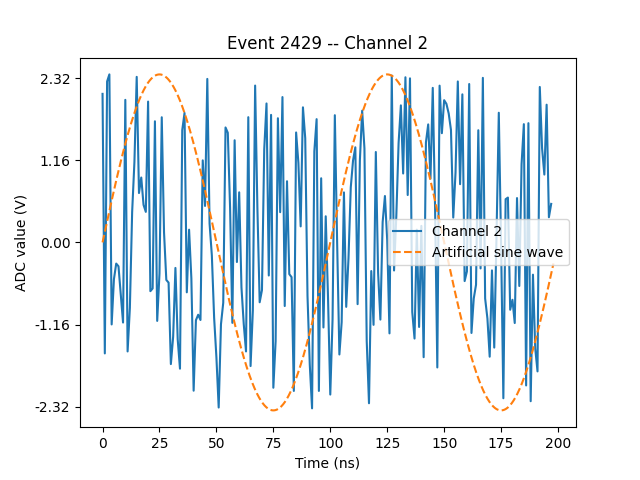 Event 2429 -- Channel 2
ADC value (V)
2.32
1.16
0.00
-1.16
-2.32
Channel 2
Artificial sine wave
0 25 50 75 100 125 150 175 200
Time (ns)